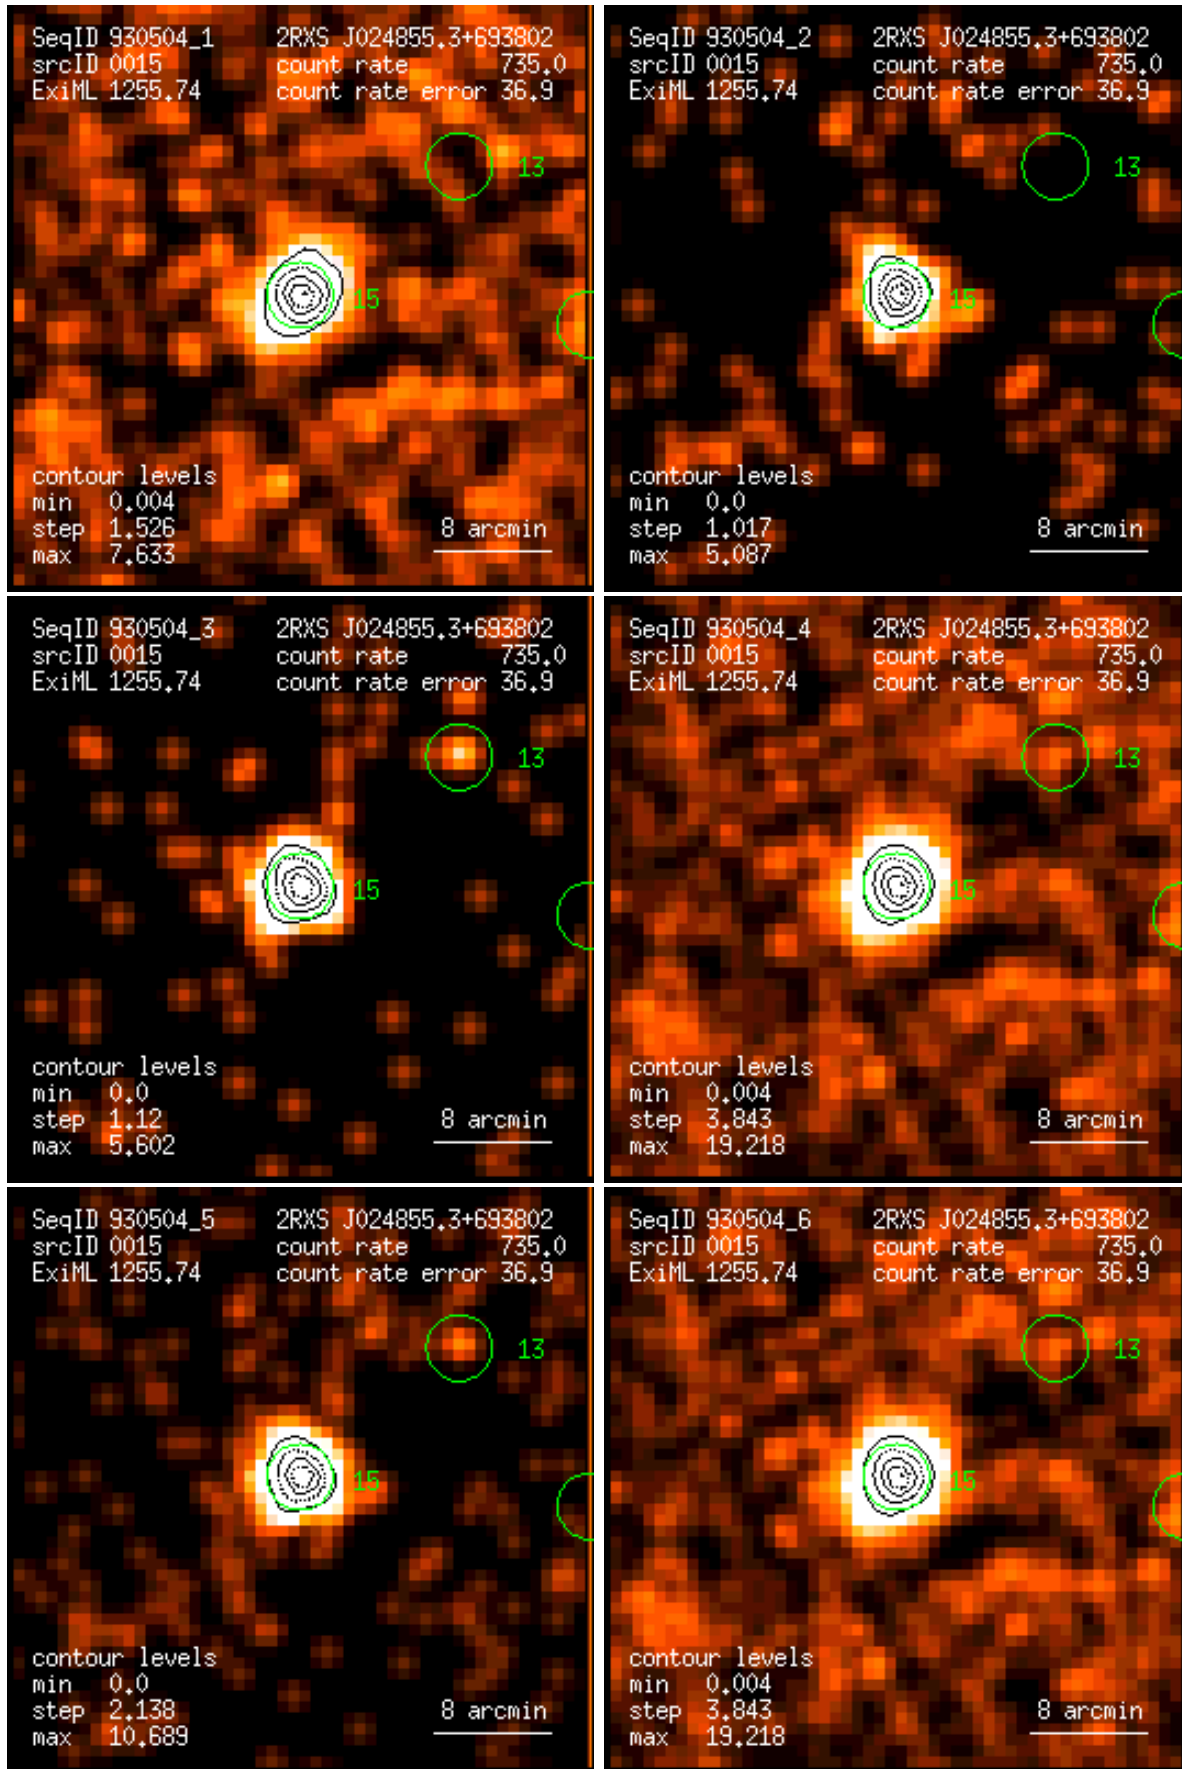 SeqID 930504_1 2RXS J024855.3+693802
srcID 0015 count rate 735.0
ExiML 1255.74 count rate error 36.9
13
15
contour levels
min 0.004
step 1.526 8 arcmin
max 7.633
SeqID 930504_2 2RXS J024855.3+693802
srcID 0015 count rate 735.0
ExiML 1255.74 count rate error 36.9
13
15
contour levels
min 0.0
step 1.017 8 arcmin
max 5.087
SeqID 930504_3 2RXS J024855.3+693802
srcID 0015 count rate 735.0
ExiML 1255.74 count rate error 36.9
13
15
contour levels
min 0.0
step 1.12 8 arcmin
max 5.602
SeqID 930504_4 2RXS J024855.3+693802
srcID 0015 count rate 735.0
ExiML 1255.74 count rate error 36.9
13
15
contour levels
min 0.004
step 3.843 8 arcmin
max 19.218
SeqID 930504_5 2RXS J024855.3+693802
srcID 0015 count rate 735.0
ExiML 1255.74 count rate error 36.9
13
15
contour levels
min 0.0
step 2.138 8 arcmin
max 10.689
SeqID 930504_6 2RXS J024855.3+693802
srcID 0015 count rate 735.0
ExiML 1255.74 count rate error 36.9
13
15
contour levels
min 0.004
step 3.843 8 arcmin
max 19.218